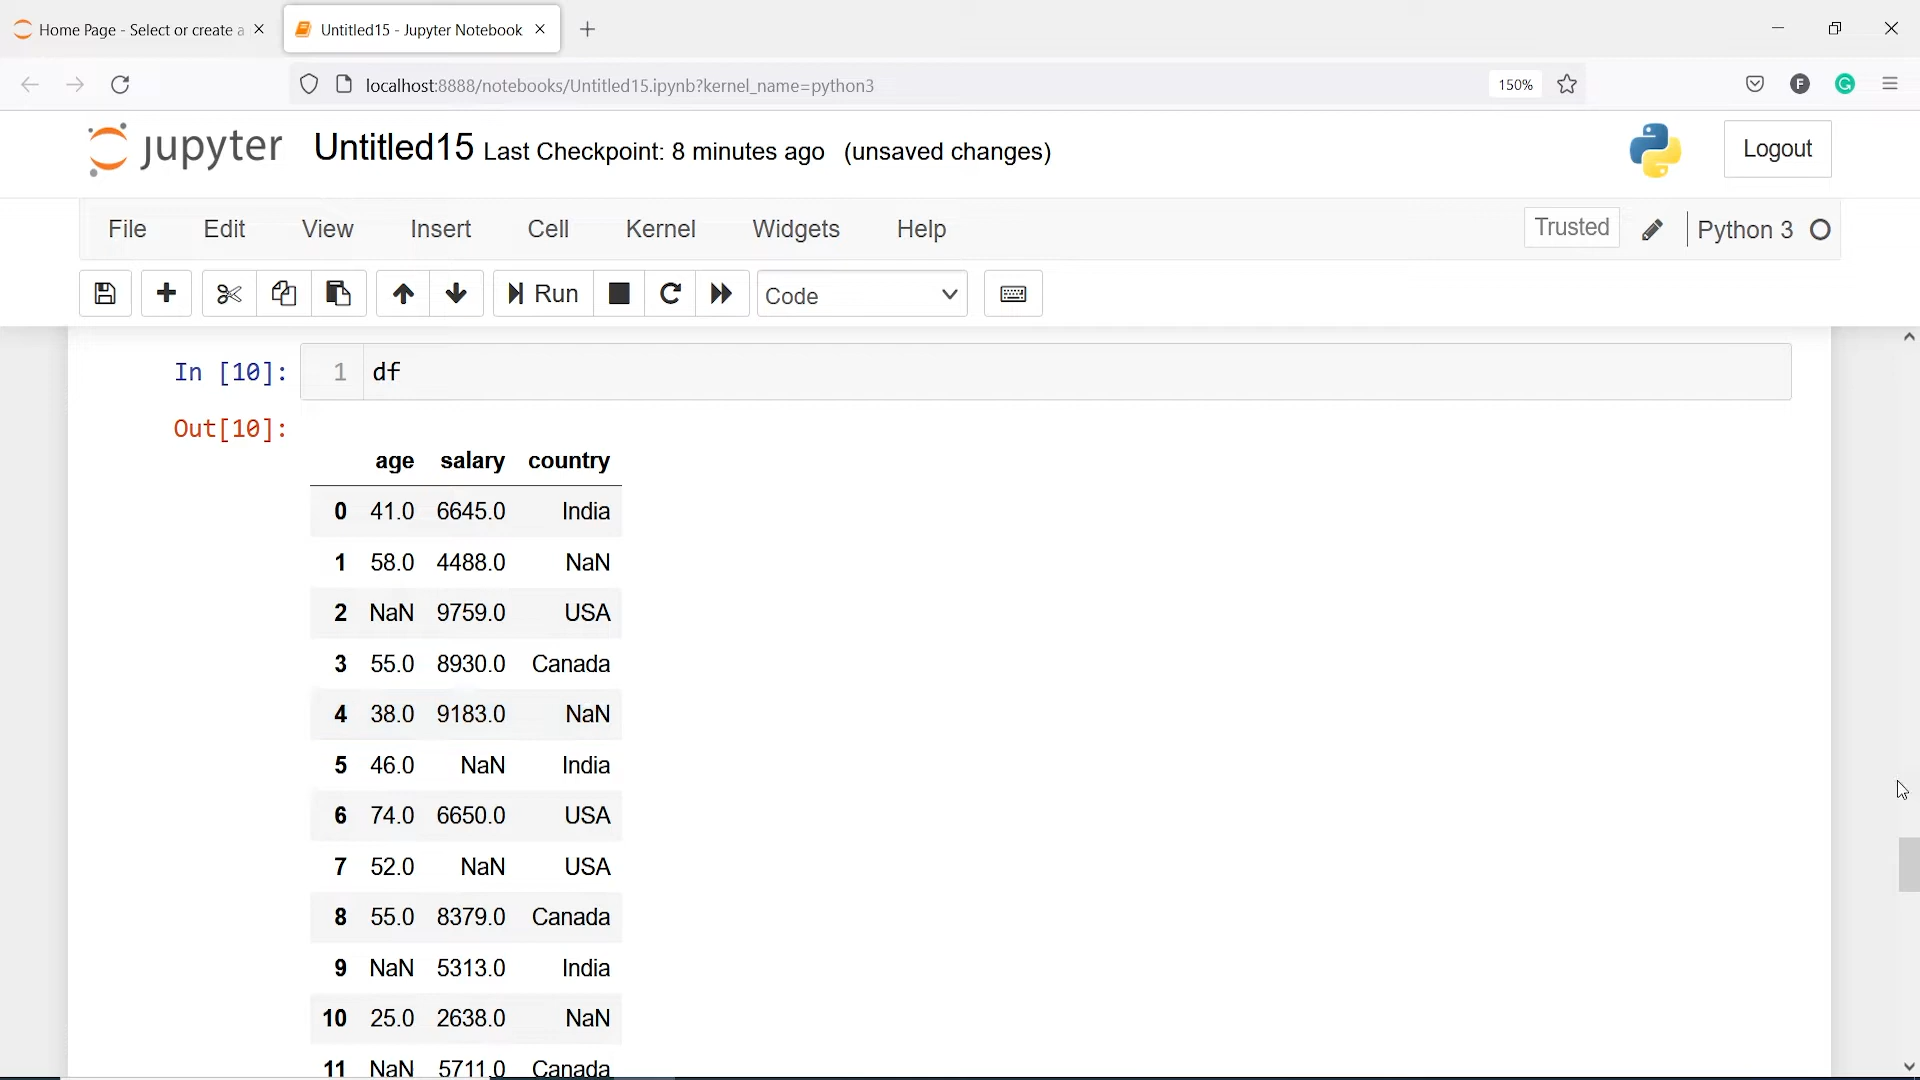 Home Page - Select or create a
Untitled15 - Jupyter Notebook
localhost:8888/notebooks/Untitled15.ipynb?kernel_name=python3
150%
F
G
jupyter Untitled15 Last Checkpoint: 8 minutes ago (unsaved changes)
Logout
File Edit View Insert Cell Kernel Widgets Help
Trusted
Python 3
Run
Code
In [10]: 1 df
Out[10]:
age salary country
0 41.0 6645.0 India
1 58.0 4488.0 NaN
2 NaN 9759.0 USA
3 55.0 8930.0 Canada
4 38.0 9183.0 NaN
5 46.0 NaN India
6 74.0 6650.0 USA
7 52.0 NaN USA
8 55.0 8379.0 Canada
9 NaN 5313.0 India
10 25.0 2638.0 NaN
11 NaN 5711.0 Canada